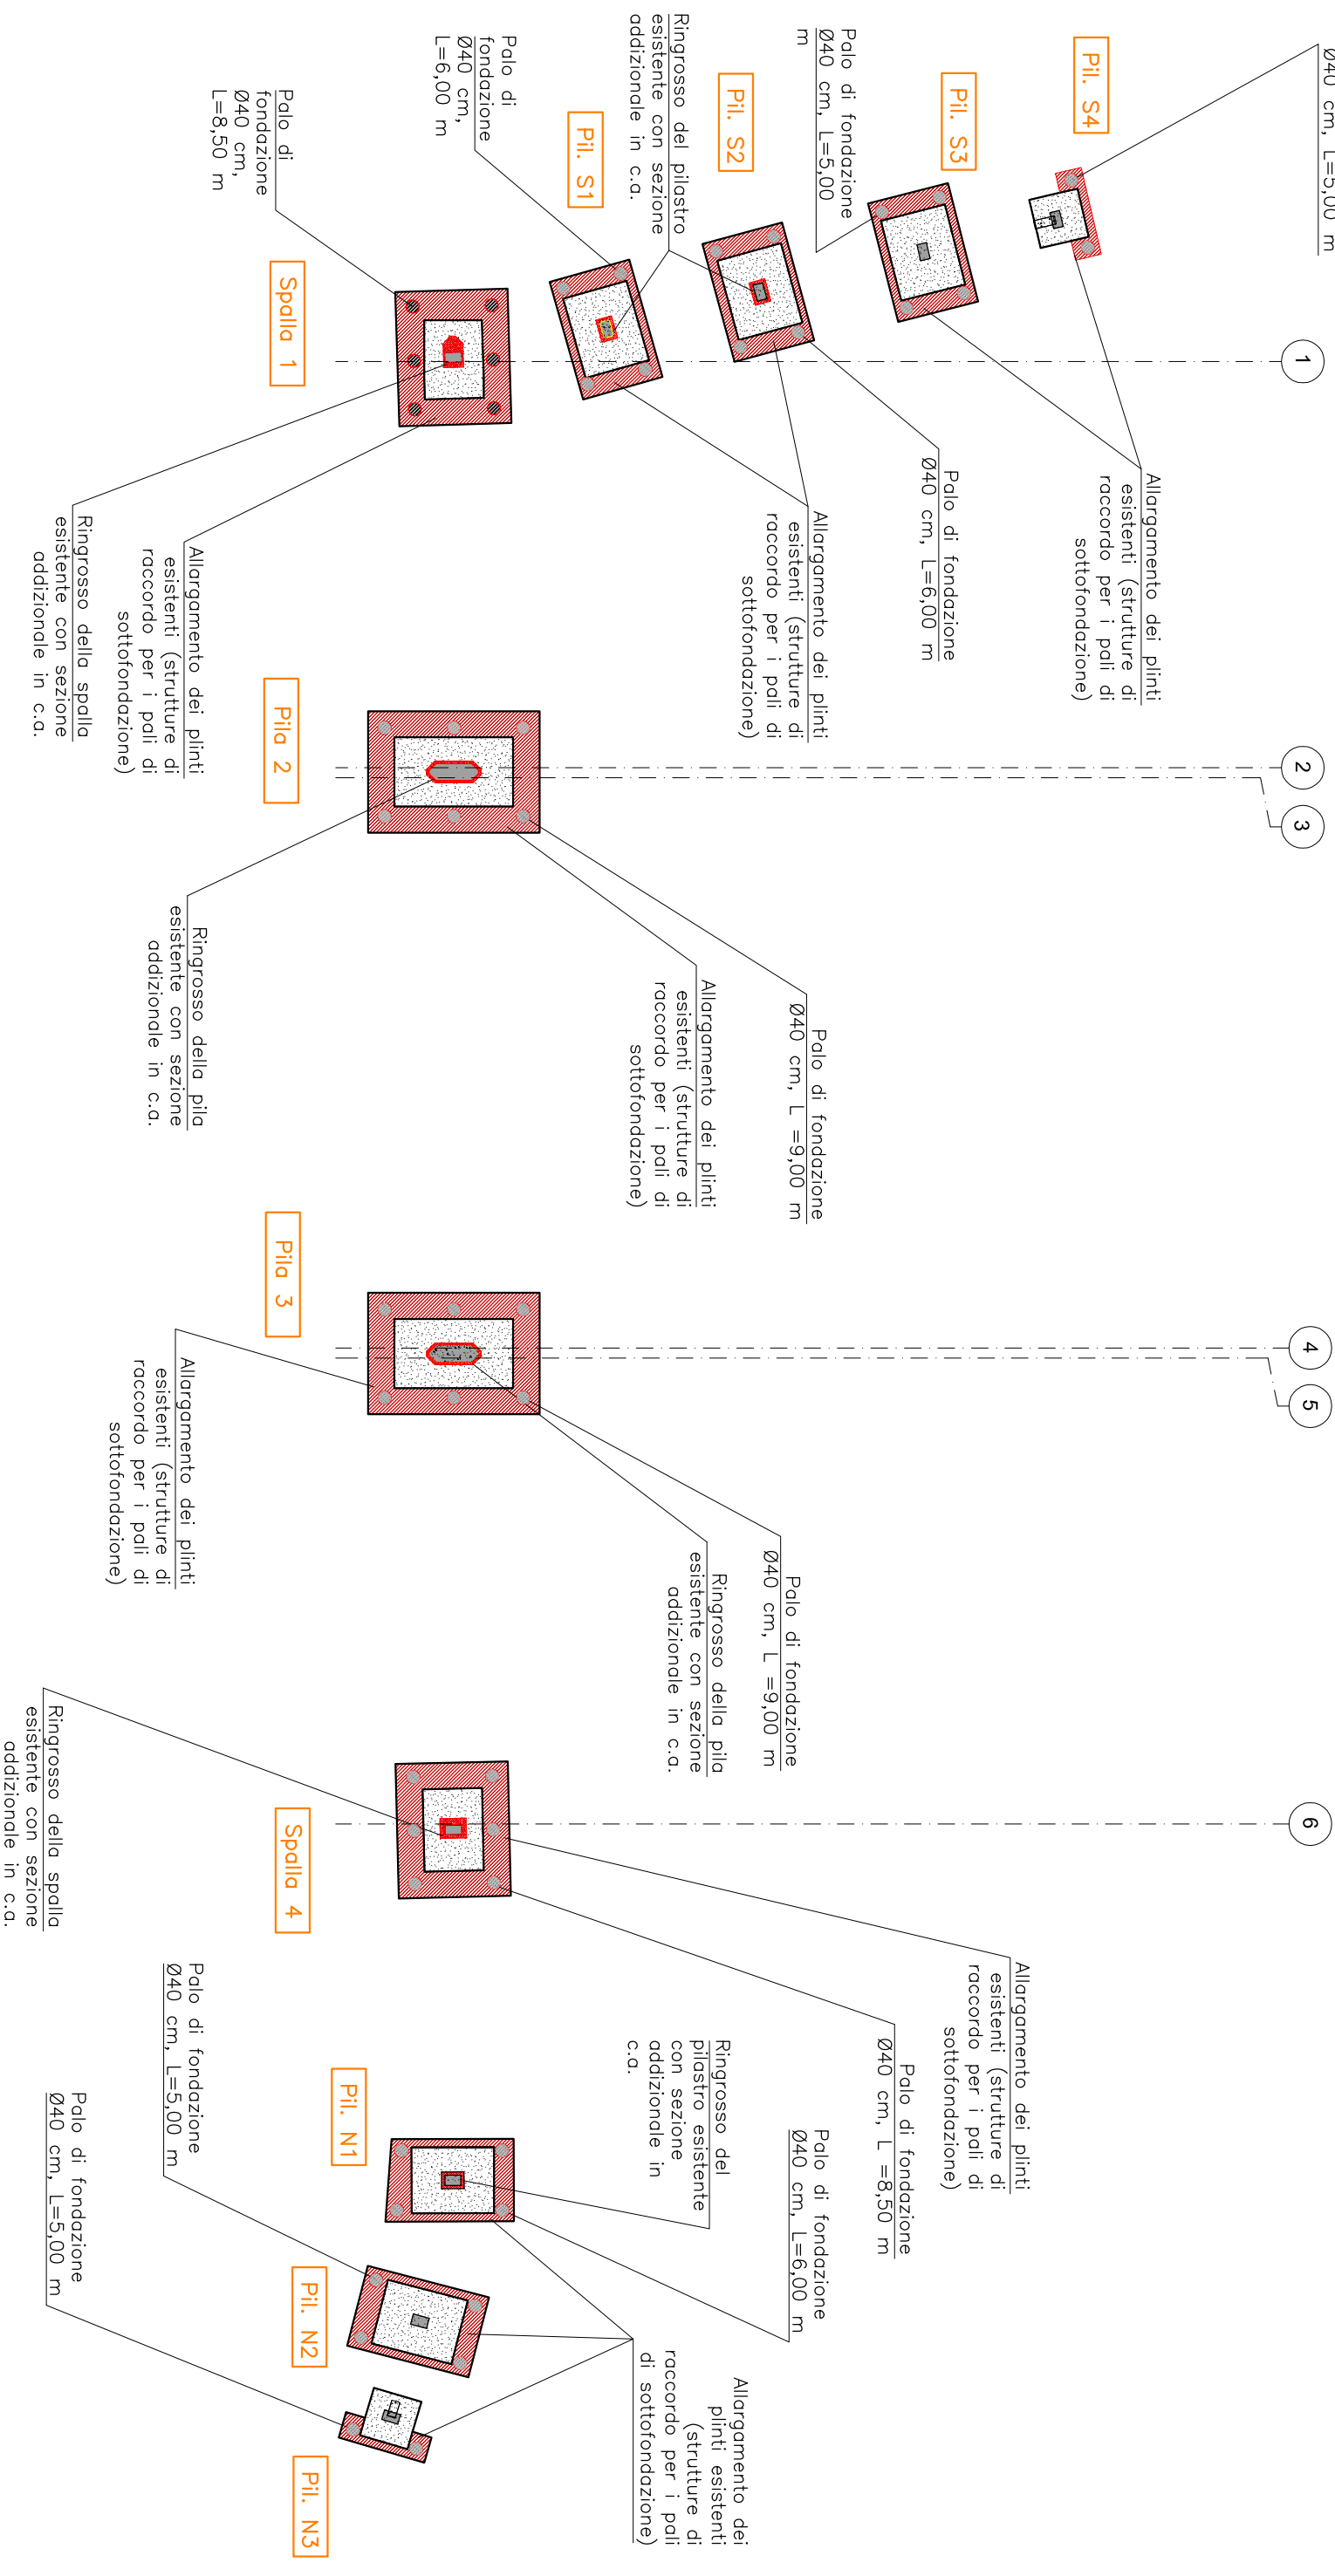 Ø40 cm, L=5,00 m
Pil. S4
Pil. S3
Palo di fondazione
Ø40 cm, L=5,00
m
Pil. S2
Ringrosso del pilastro
esistente con sezione
addizionale in c.a.
Pil. S1
Palo di
fondazione
Ø40 cm,
L=6,00 m
Palo di
fondazione
Ø40 cm,
L=8,50 m
Spalla 1
1
Allargamento dei plinti
esistenti (strutture di
raccordo per i pali di
sottofondazione)
Palo di fondazione
Ø40 cm, L=6,00 m
Allargamento dei plinti
esistenti (strutture di
raccordo per i pali di
sottofondazione)
Allargamento dei plinti
esistenti (strutture di
raccordo per i pali di
sottofondazione)
Ringrosso della spalla
esistente con sezione
addizionale in c.a.
2
3
Pila 2
Palo di fondazione
Ø40 cm, L =9,00 m
Allargamento dei plinti
esistenti (strutture di
raccordo per i pali di
sottofondazione)
Ringrosso della pila
esistente con sezione
addizionale in c.a.
4
5
Pila 3
Palo di fondazione
Ø40 cm, L =9,00 m
Ringrosso della pila
esistente con sezione
addizionale in c.a.
Allargamento dei plinti
esistenti (strutture di
raccordo per i pali di
sottofondazione)
6
Spalla 4
Ringrosso della spalla
esistente con sezione
addizionale in c.a.
Allargamento dei plinti
esistenti (strutture di
raccordo per i pali di
sottofondazione)
Palo di fondazione
Ø40 cm, L =8,50 m
Palo di fondazione
Ø40 cm, L=6,00 m
Ringrosso del
pilastro esistente
con sezione
addizionale in
c.a.
Pil. N1
Palo di fondazione
Ø40 cm, L=5,00 m
Palo di fondazione
Ø40 cm, L=5,00 m
Pil. N2
Allargamento dei
plinti esistenti
(strutture di
raccordo per i pali
di sottofondazione)
Pil. N3